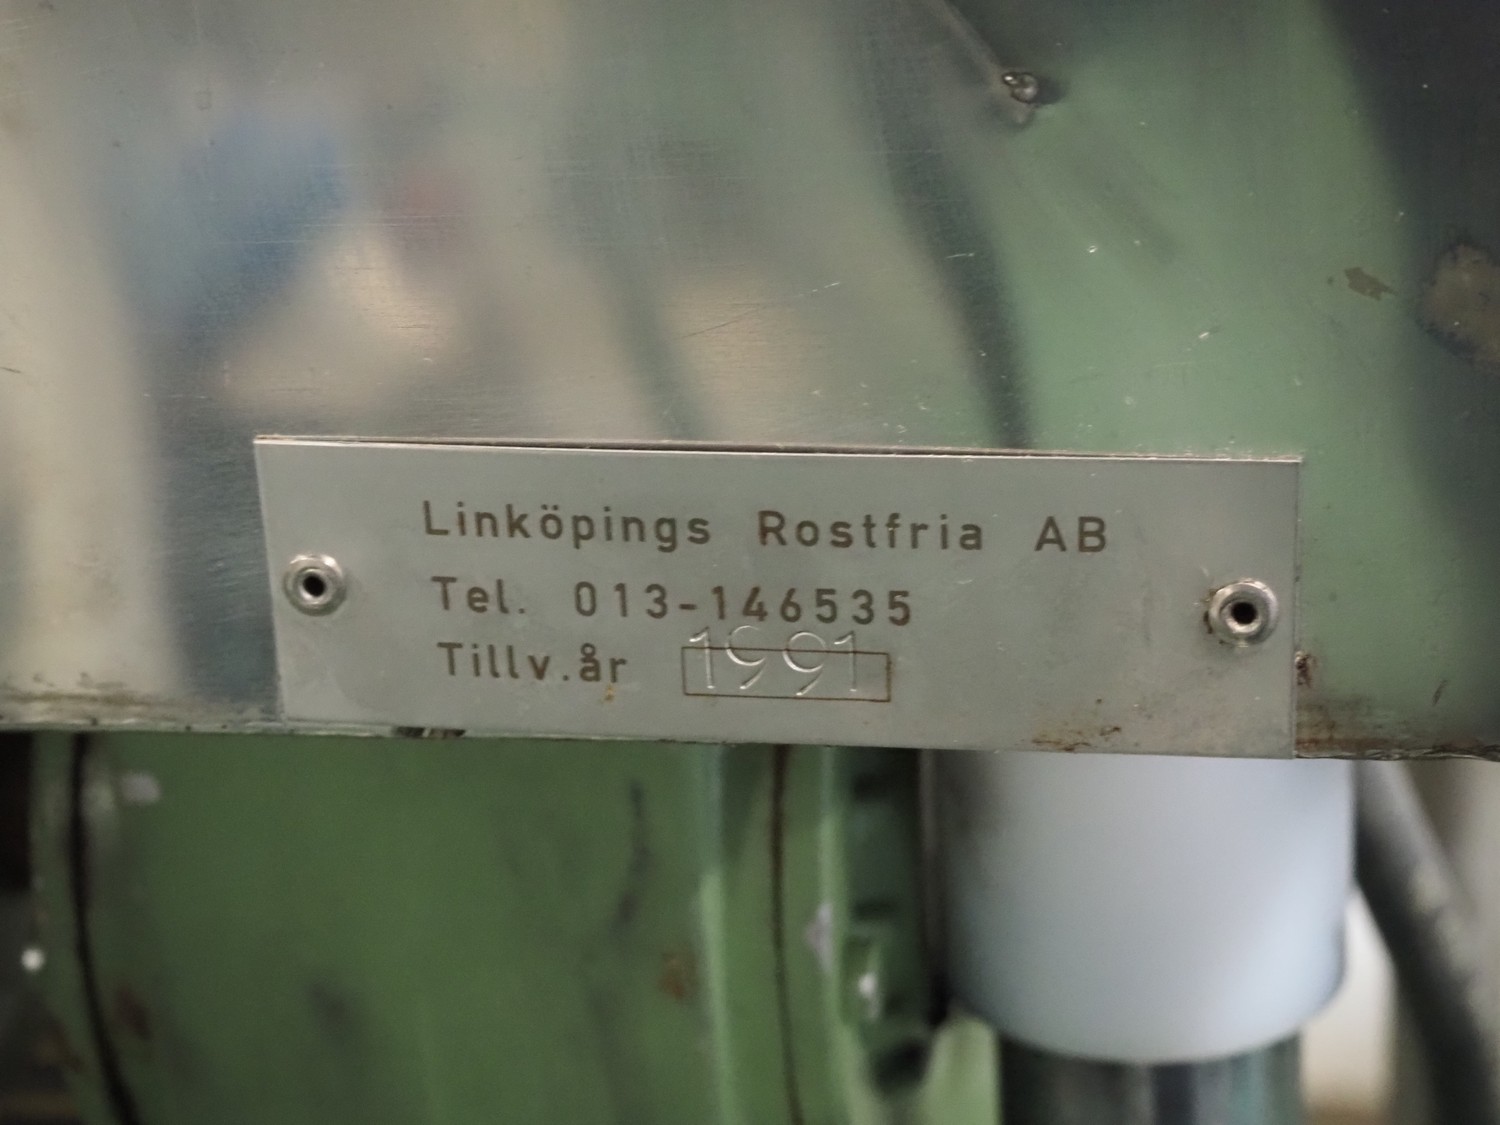 Linköpings Rostfria AB
Tel. 013-146535
Tillv.år 1991